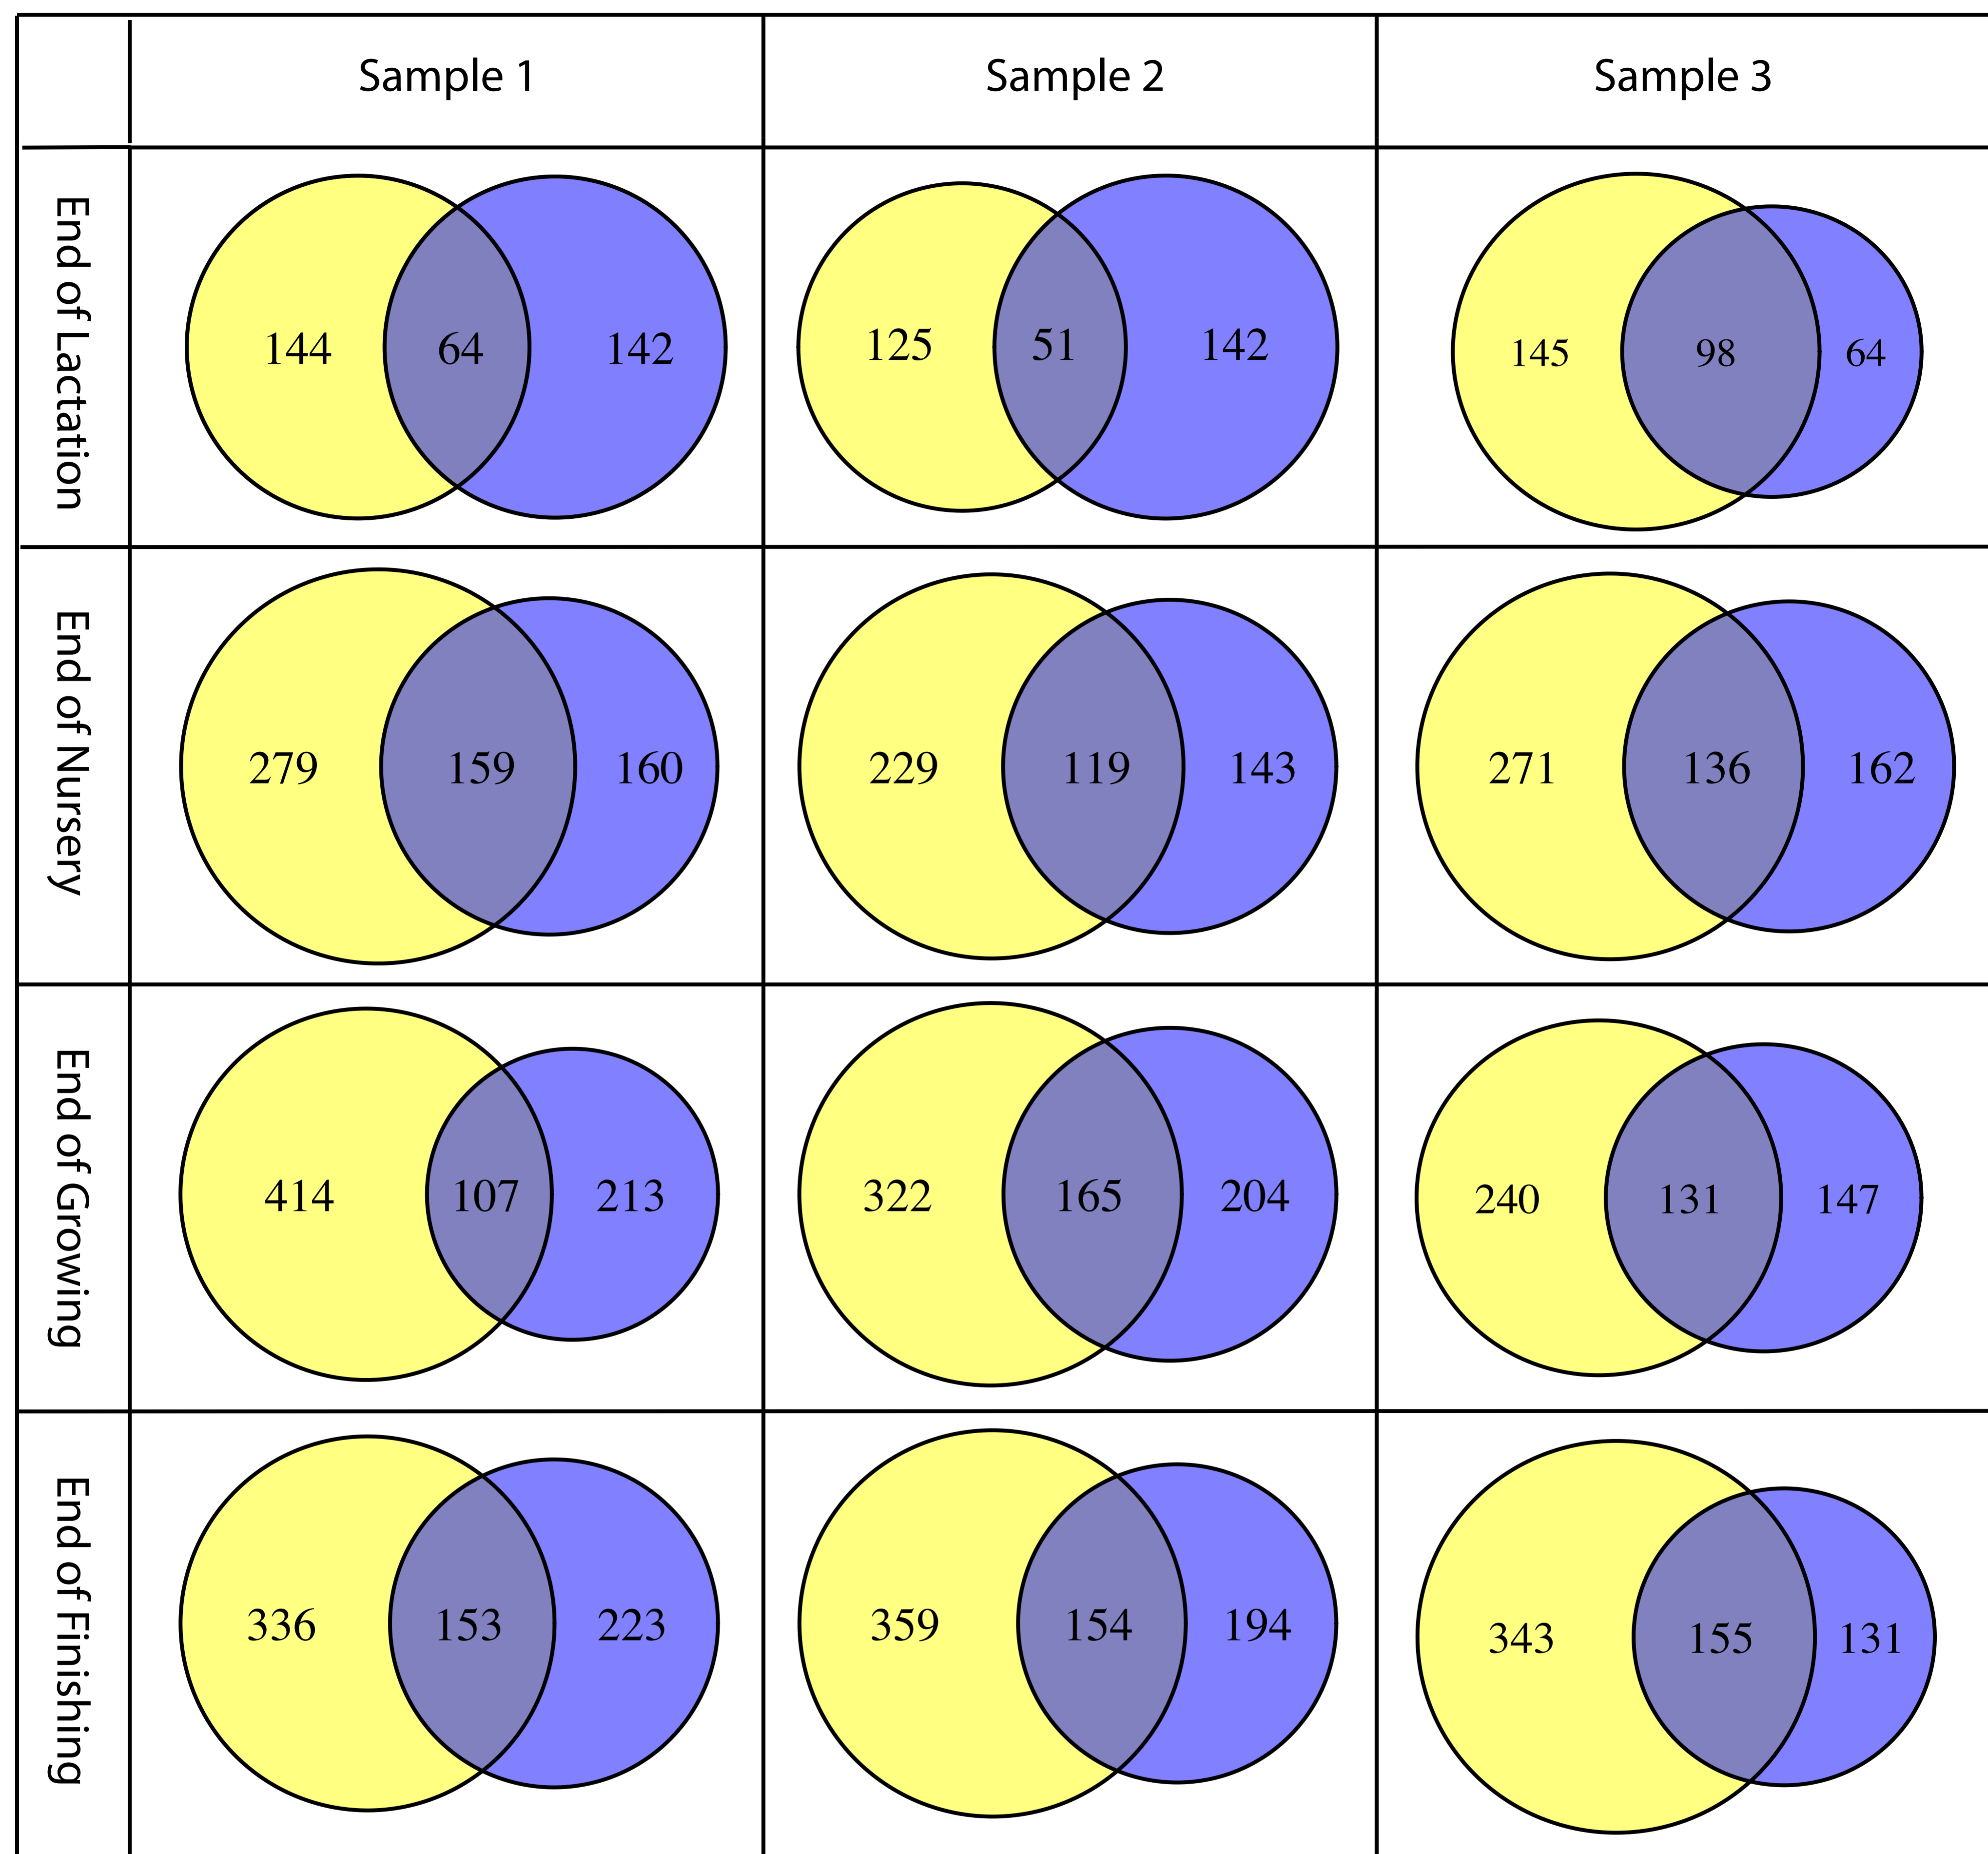 Sample 1 Sample 2 Sample 3
End of Lactation
144 64 142 125 51 142 145 98 64
End of Nursery
279 159 160 229 119 143 271 136 162
End of Growing
414 107 213 322 165 204 240 131 147
End of Finishing
336 153 223 359 154 194 343 155 131